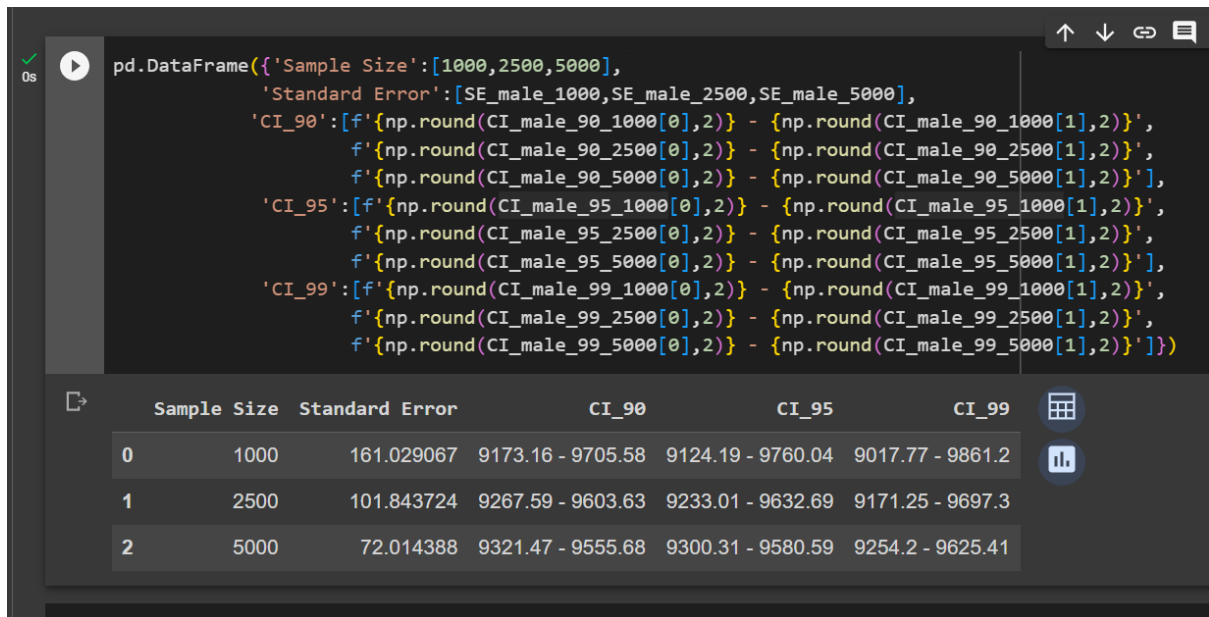 0s
pd.DataFrame({'Sample Size':[1000,2500,5000],
'Standard Error':[SE_male_1000,SE_male_2500,SE_male_5000],
'CI_90':[f'{np.round(CI_male_90_1000[0],2)} - {np.round(CI_male_90_1000[1],2)}',
f'{np.round(CI_male_90_2500[0],2)} - {np.round(CI_male_90_2500[1],2)}',
f'{np.round(CI_male_90_5000[0],2)} - {np.round(CI_male_90_5000[1],2)}'],
'CI_95':[f'{np.round(CI_male_95_1000[0],2)} - {np.round(CI_male_95_1000[1],2)}',
f'{np.round(CI_male_95_2500[0],2)} - {np.round(CI_male_95_2500[1],2)}',
f'{np.round(CI_male_95_5000[0],2)} - {np.round(CI_male_95_5000[1],2)}'],
'CI_99':[f'{np.round(CI_male_99_1000[0],2)} - {np.round(CI_male_99_1000[1],2)}',
f'{np.round(CI_male_99_2500[0],2)} - {np.round(CI_male_99_2500[1],2)}',
f'{np.round(CI_male_99_5000[0],2)} - {np.round(CI_male_99_5000[1],2)}']})
Sample Size Standard Error CI_90 CI_95 CI_99
0 1000 161.029067 9173.16 - 9705.58 9124.19 - 9760.04 9017.77 - 9861.2
1 2500 101.843724 9267.59 - 9603.63 9233.01 - 9632.69 9171.25 - 9697.3
2 5000 72.014388 9321.47 - 9555.68 9300.31 - 9580.59 9254.2 - 9625.41